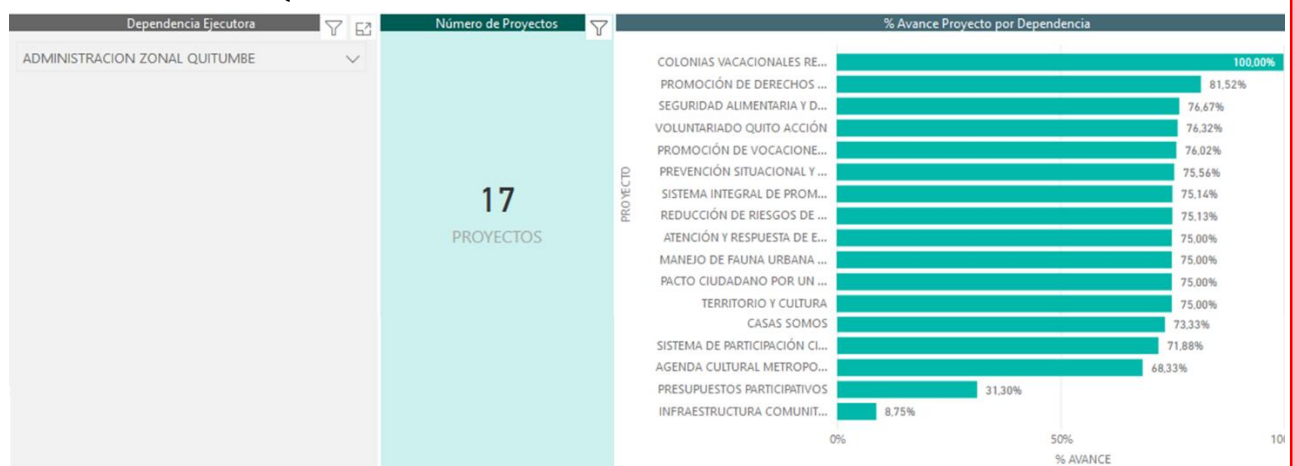 Dependencia Ejecutora
ADMINISTRACION ZONAL QUITUMBE
Número de Proyectos
17
PROYECTOS
% Avance Proyecto por Dependencia
PROYECTO
COLONIAS VACACIONALES RE... 100,00%
PROMOCIÓN DE DERECHOS ... 81,52%
SEGURIDAD ALIMENTARIA Y D... 76,67%
VOLUNTARIADO QUITO ACCIÓN 76,32%
PROMOCIÓN DE VOCACIONE... 76,02%
PREVENCIÓN SITUACIONAL Y ... 75,56%
SISTEMA INTEGRAL DE PROM... 75,14%
REDUCCIÓN DE RIESGOS DE ... 75,13%
ATENCIÓN Y RESPUESTA DE E... 75,00%
MANEJO DE FAUNA URBANA ... 75,00%
PACTO CIUDADANO POR UN ... 75,00%
TERRITORIO Y CULTURA 75,00%
CASAS SOMOS 73,33%
SISTEMA DE PARTICIPACIÓN CI... 71,88%
AGENDA CULTURAL METROPO... 68,33%
PRESUPUESTOS PARTICIPATIVOS 31,30%
INFRAESTRUCTURA COMUNIT... 8,75%
0% 50%
% AVANCE